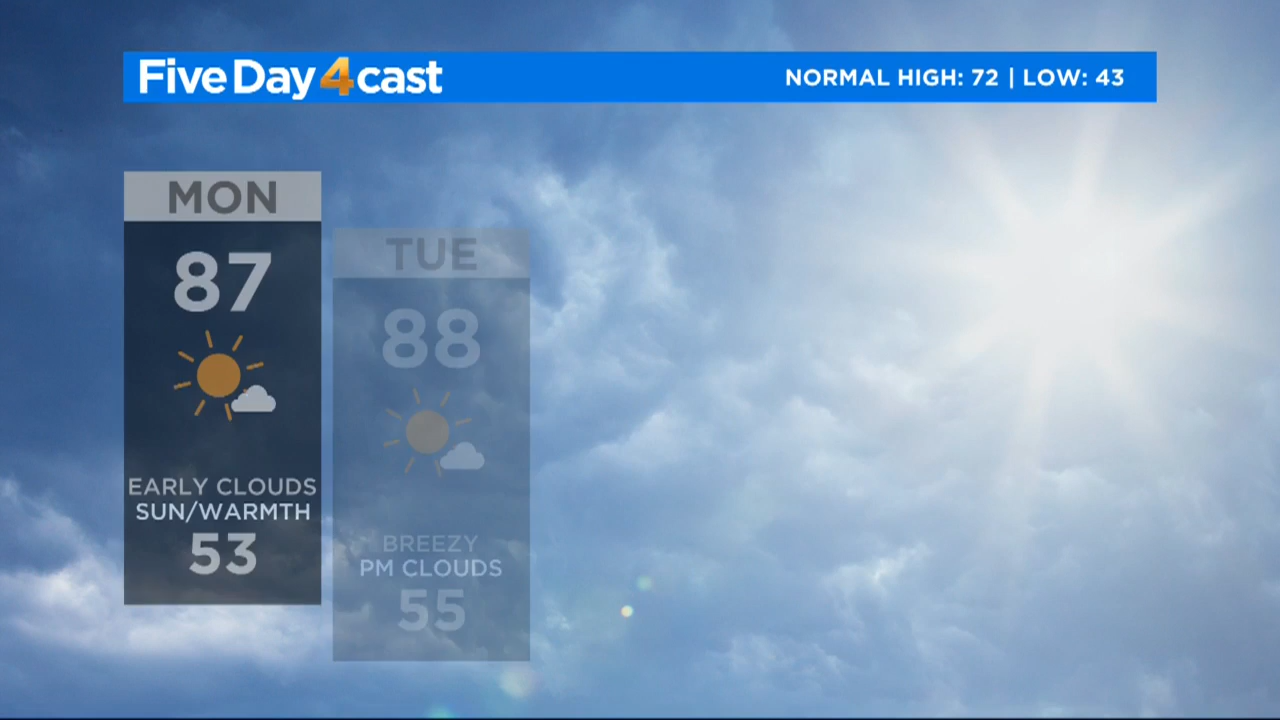 Five Day 4cast
NORMAL HIGH: 72 | LOW: 43
MON
87
EARLY CLOUDS
SUN/WARMTH
53
TUE
88
BREEZY
PM CLOUDS
55